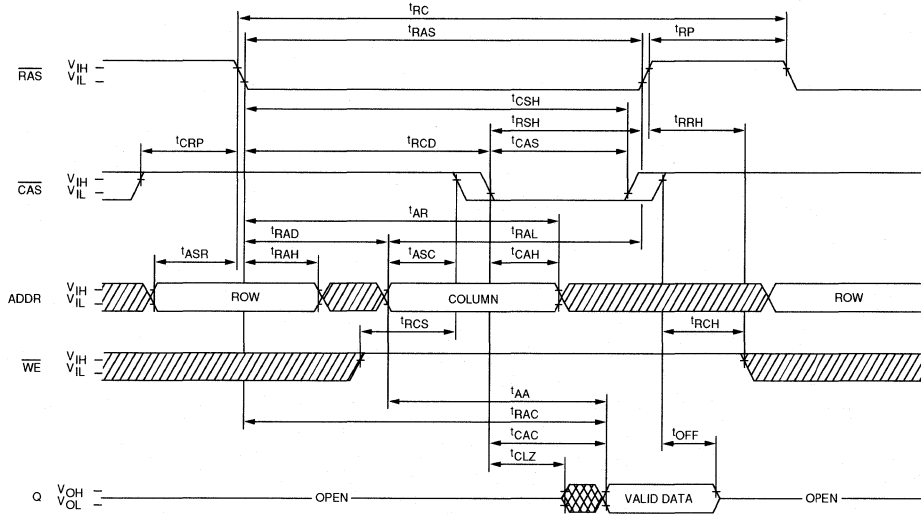 tRC
tRAS tRP
RAS VIH VIL
tCSH
tRSH tRRH
tCRP tRCD tCAS
CAS VIH VIL
tAR
tRAD tRAL
tASR tRAH tASC tCAH
ADDR VIH VIL ROW COLUMN ROW
tRCS tRCH
WE VIH VIL
tAA
tRAC
tCAC tOFF
tCLZ
Q VOH VOL OPEN VALID DATA OPEN